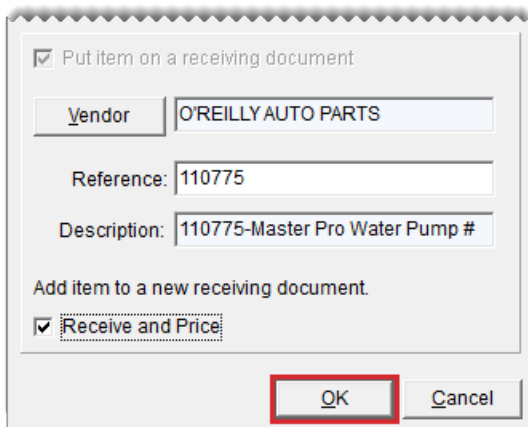 Put item on a receiving document
Vendor O'REILLY AUTO PARTS
Reference: 110775
Description: 110775-Master Pro Water Pump #
Add item to a new receiving document.
Receive and Price
OK Cancel